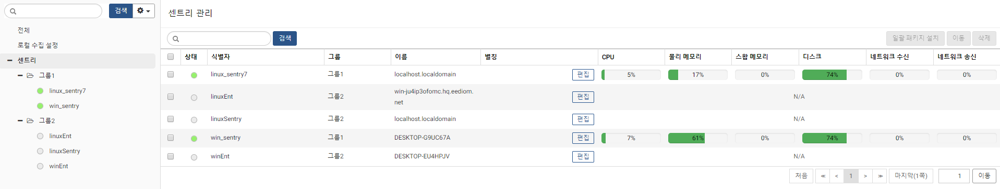 검색
전체
로컬 수집 설정
센트리
그룹1
linux_sentry7
win_sentry
그룹2
linuxEnt
linuxSentry
winEnt
센트리 관리
검색
일괄 패키지 설치 이동 삭제
상태 식별자 그룹 이름 별칭 CPU 물리 메모리 스왑 메모리 디스크 네트워크 수신 네트워크 송신
linux_sentry7 그룹1 localhost.localdomain 편집 5% 17% 0% 74% 0% 0%
linuxEnt 그룹2 win-ju4ip3ofomc.hq.eediom.
net 편집 N/A
linuxSentry 그룹2 localhost.localdomain 편집 N/A
win_sentry 그룹1 DESKTOP-G9UC67A 편집 7% 61% 0% 74% 0% 0%
winEnt 그룹2 DESKTOP-EU4HPJV 편집 N/A
처음 << < 1 > >> 마지막(1쪽) 1 이동